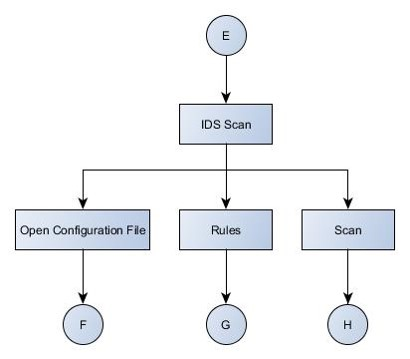 E
IDS Scan
Open Configuration File
Rules
Scan
F
G
H